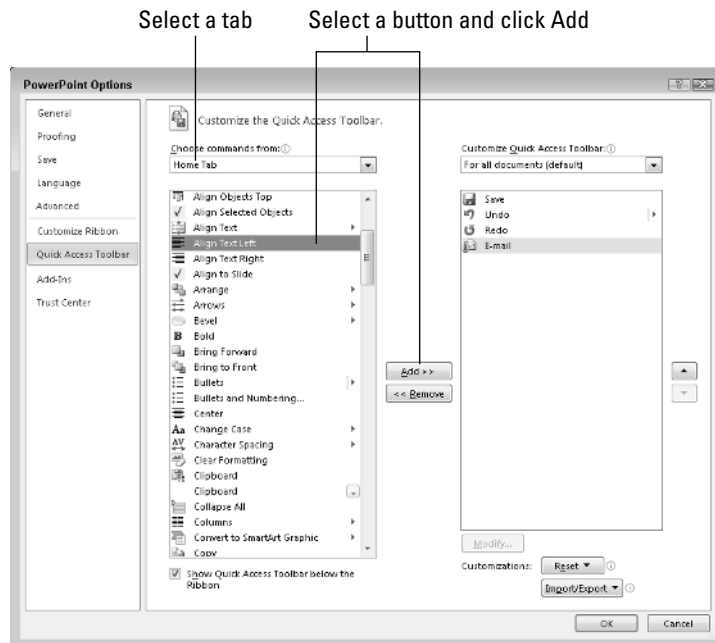 Select a tab
Select a button and click Add
PowerPoint Options
General
Proofing
Save
Language
Advanced
Customize Ribbon
Quick Access Toolbar
Add-Ins
Trust Center
Customize the Quick Access Toolbar.
Choose commands from:
Home Tab
Align Objects Top
Align Selected Objects
Align Text
Align Text Left
Align Text Right
Align to Slide
Arrange
Arrows
Bevel
Bold
Bring Forward
Bring to Front
Bullets
Bullets and Numbering...
Center
Change Case
Character Spacing
Clear Formatting
Clipboard
Clipboard
Collapse All
Columns
Convert to SmartArt Graphic
Copy
Show Quick Access Toolbar below the
Ribbon
Add >>
<< Remove
Customize Quick Access Toolbar:
For all documents (default)
Save
Undo
Redo
E-mail
Modify...
Customizations:
Reset
Import/Export
OK
Cancel